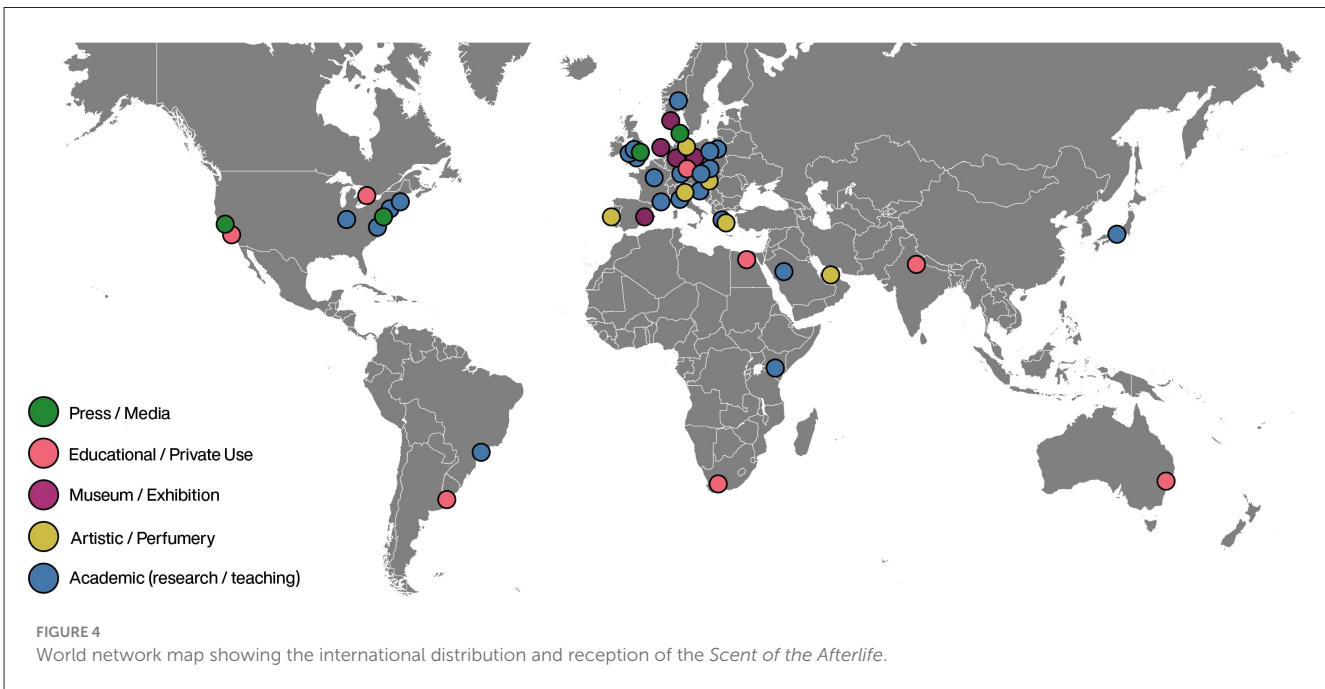 Press / Media
Educational / Private Use
Museum / Exhibition
Artistic / Perfumery
Academic (research / teaching)
FIGURE 4
World network map showing the international distribution and reception of the Scent of the Afterlife.